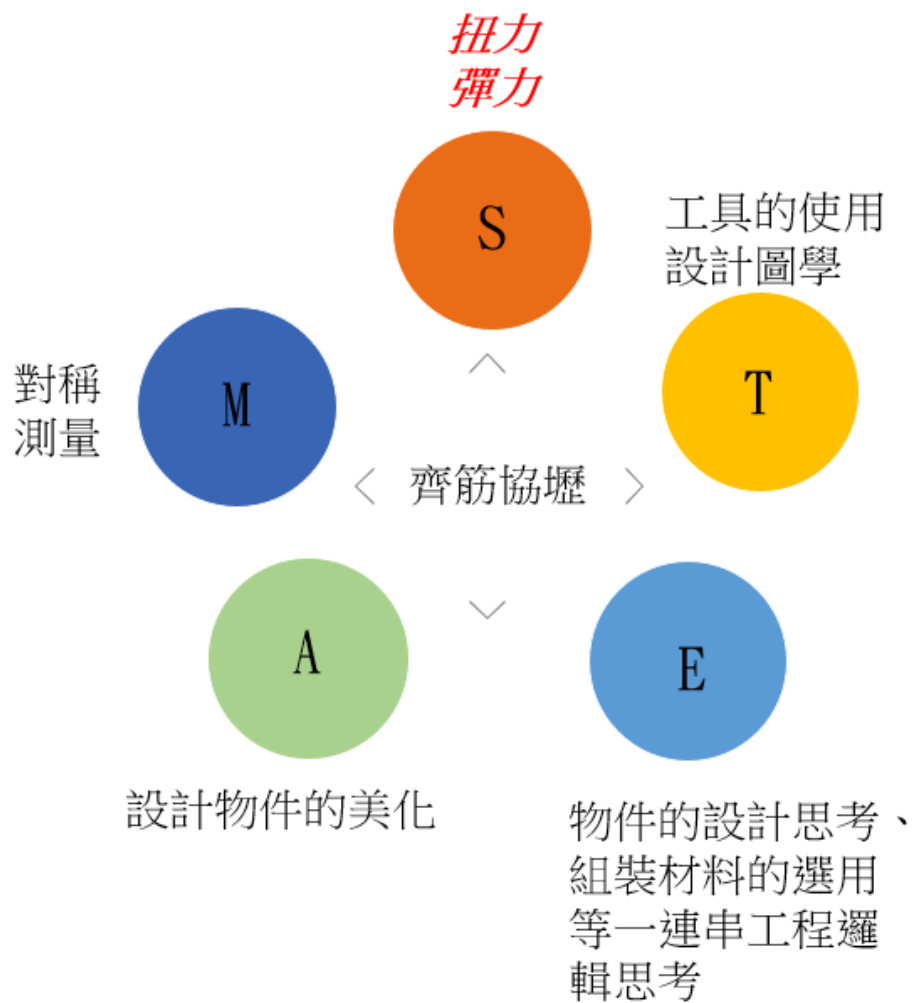 扭力
彈力
S
工具的使用
設計圖學
T
M
對稱
測量
齊筋協壢
A
設計物件的美化
E
物件的設計思考、
組裝材料的選用
等一連串工程邏
輯思考